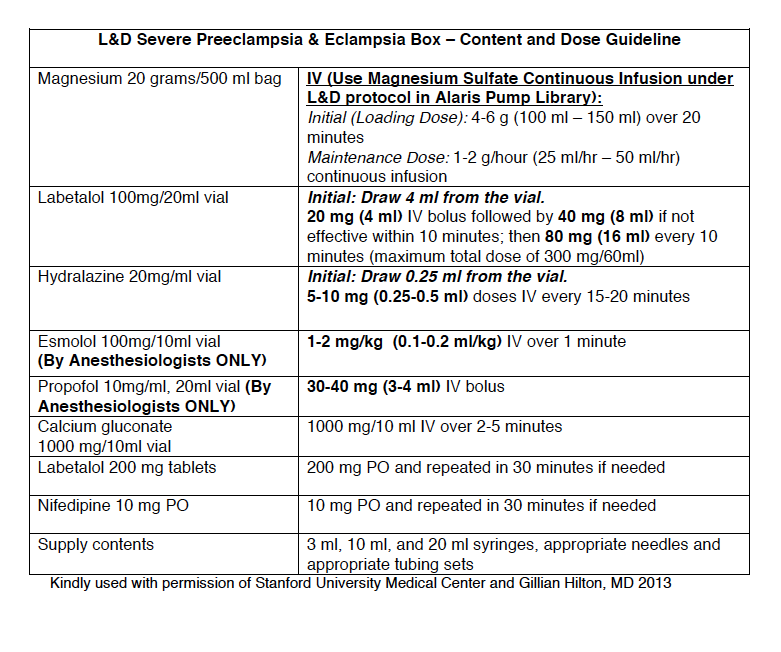 L&D Severe Preeclampsia & Eclampsia Box – Content and Dose Guideline
Magnesium 20 grams/500 ml bag
IV (Use Magnesium Sulfate Continuous Infusion under
L&D protocol in Alaris Pump Library):
Initial (Loading Dose): 4-6 g (100 ml – 150 ml) over 20
minutes
Maintenance Dose: 1-2 g/hour (25 ml/hr – 50 ml/hr)
continuous infusion
Labetalol 100mg/20ml vial
Initial: Draw 4 ml from the vial.
20 mg (4 ml) IV bolus followed by 40 mg (8 ml) if not
effective within 10 minutes; then 80 mg (16 ml) every 10
minutes (maximum total dose of 300 mg/60ml)
Hydralazine 20mg/ml vial
Initial: Draw 0.25 ml from the vial.
5-10 mg (0.25-0.5 ml) doses IV every 15-20 minutes
Esmolol 100mg/10ml vial
(By Anesthesiologists ONLY)
1-2 mg/kg (0.1-0.2 ml/kg) IV over 1 minute
Propofol 10mg/ml, 20ml vial (By
Anesthesiologists ONLY)
30-40 mg (3-4 ml) IV bolus
Calcium gluconate
1000 mg/10ml vial
1000 mg/10 ml IV over 2-5 minutes
Labetalol 200 mg tablets
200 mg PO and repeated in 30 minutes if needed
Nifedipine 10 mg PO
10 mg PO and repeated in 30 minutes if needed
Supply contents
3 ml, 10 ml, and 20 ml syringes, appropriate needles and
appropriate tubing sets
Kindly used with permission of Stanford University Medical Center and Gillian Hilton, MD 2013